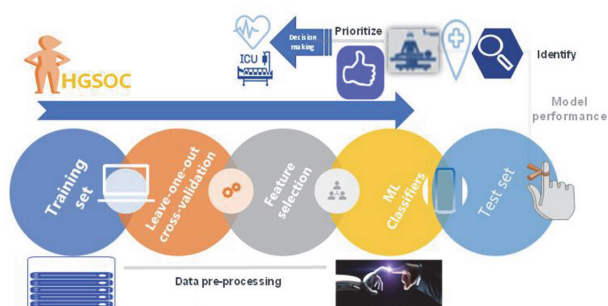 Prioritize
Decision
making
ICU
Identify
HGSOC
Model
performance
Training
set
Leave-one-out
cross-validation
Feature
selection
ML
Classifiers
Test set
Data pre-processing